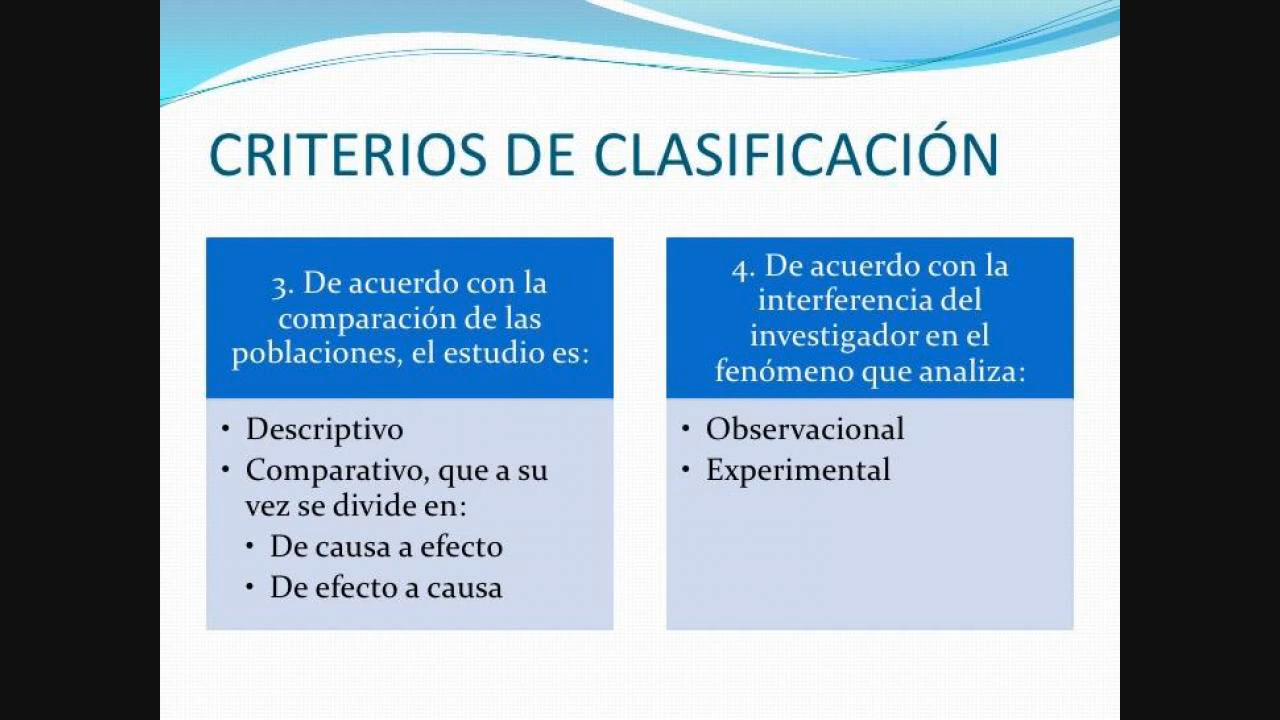 CRITERIOS DE CLASIFICACIÓN
3. De acuerdo con la
comparación de las
poblaciones, el estudio es:
• Descriptivo
• Comparativo, que a su
vez se divide en:
• De causa a efecto
• De efecto a causa
4. De acuerdo con la
interferencia del
investigador en el
fenómeno que analiza:
• Observacional
• Experimental